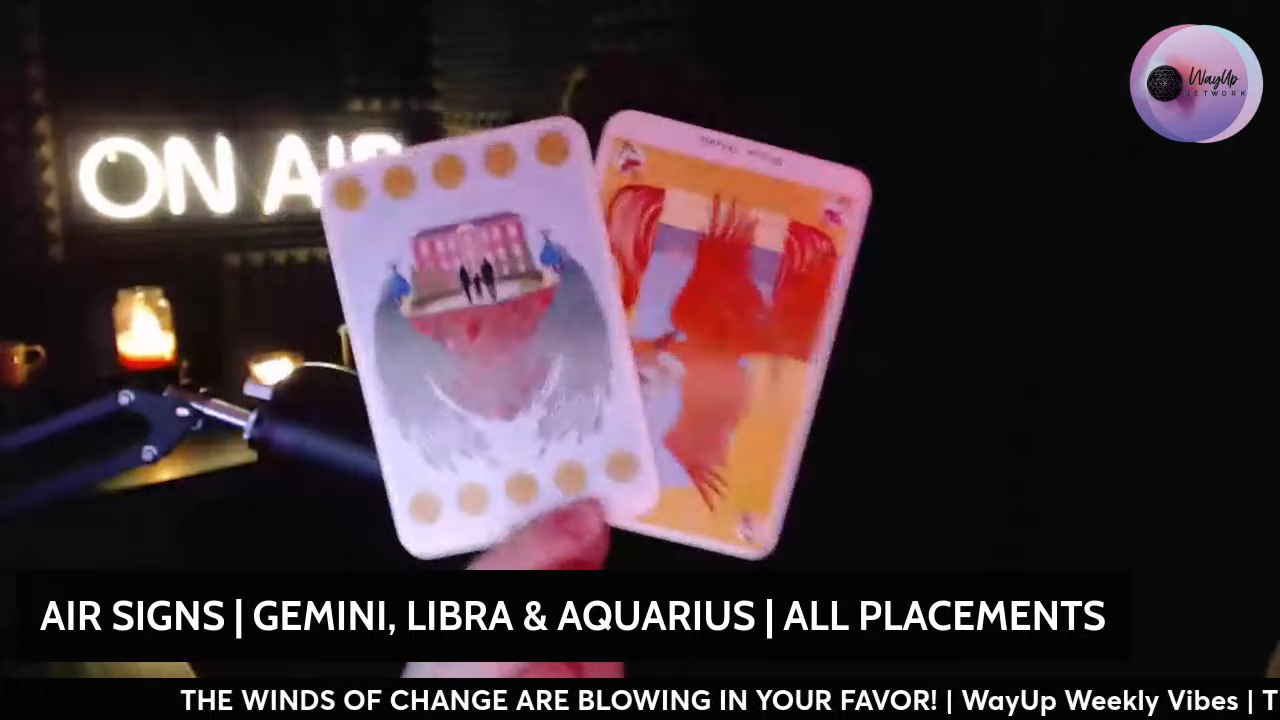 ON AIR
WayUp
NETWORK
AIR SIGNS | GEMINI, LIBRA & AQUARIUS | ALL PLACEMENTS
THE WINDS OF CHANGE ARE BLOWING IN YOUR FAVOR! | WayUp Weekly Vibes | T